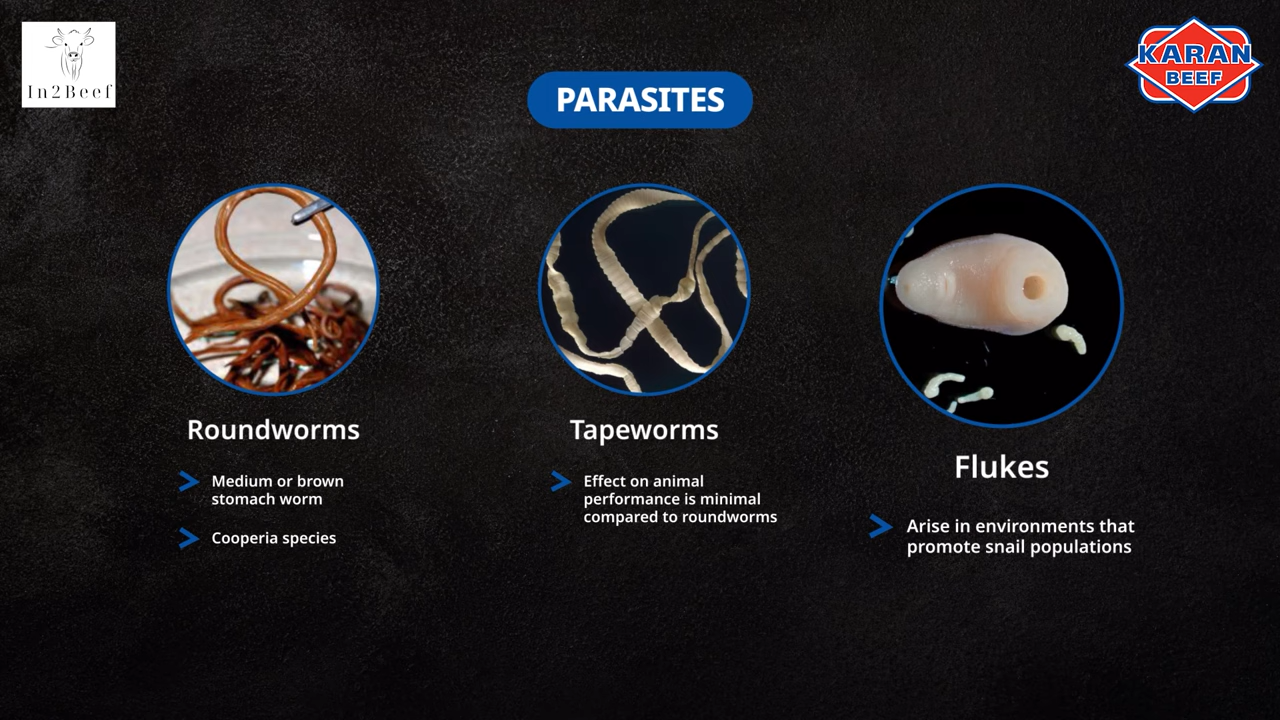 In2Beef
KARAN
BEEF
PARASITES
Roundworms
Medium or brown
stomach worm
Cooperia species
Tapeworms
Effect on animal
performance is minimal
compared to roundworms
Flukes
Arise in environments that
promote snail populations